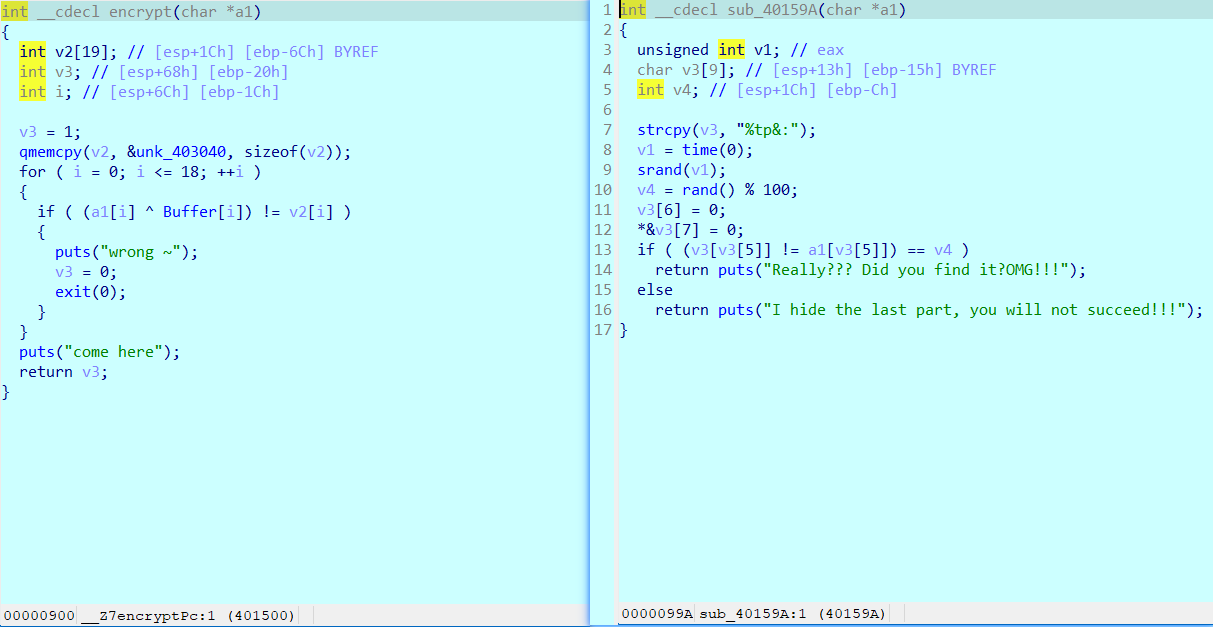 int __cdecl encrypt(char *a1)
{
  int v2[19]; // [esp+1Ch] [ebp-6Ch] BYREF
  int v3; // [esp+68h] [ebp-20h]
  int i; // [esp+6Ch] [ebp-1Ch]

  v3 = 1;
  qmemcpy(v2, &unk_403040, sizeof(v2));
  for ( i = 0; i <= 18; ++i )
  {
    if ( (a1[i] ^ Buffer[i]) != v2[i] )
    {
      puts("wrong ~");
      v3 = 0;
      exit(0);
    }
  }
  puts("come here");
  return v3;
}
00000900 __Z7encryptPc:1 (401500)
1 int __cdecl sub_40159A(char *a1)
2 {
3   unsigned int v1; // eax
4   char v3[9]; // [esp+13h] [ebp-15h] BYREF
5   int v4; // [esp+1Ch] [ebp-Ch]
6
7   strcpy(v3, "%tp&:");
8   v1 = time(0);
9   srand(v1);
10   v4 = rand() % 100;
11   v3[6] = 0;
12   *&v3[7] = 0;
13   if ( (v3[v3[5]] != a1[v3[5]]) == v4 )
14     return puts("Really??? Did you find it?OMG!!!");
15   else
16     return puts("I hide the last part, you will not succeed!!!");
17 }
0000099A sub_40159A:1 (40159A)